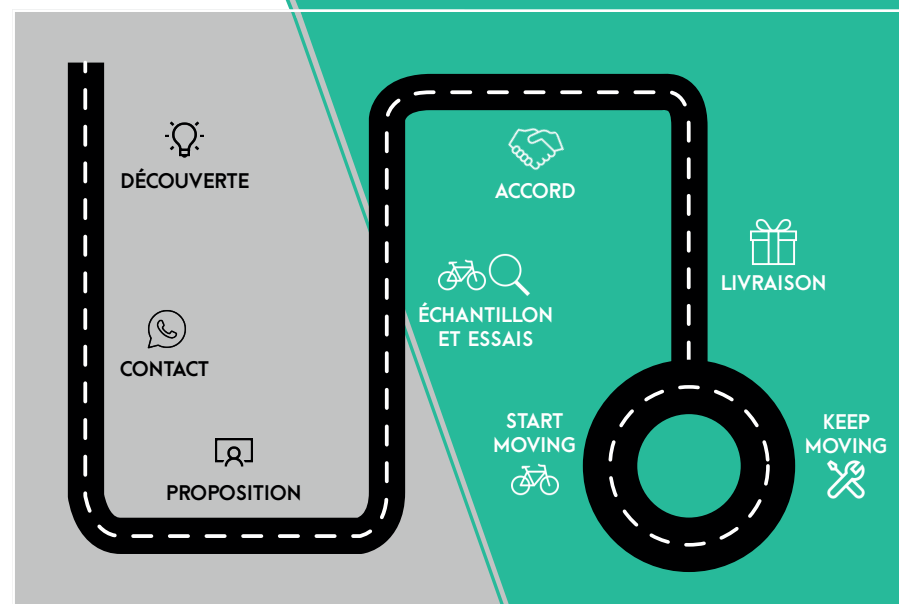 DÉCOUVERTE
CONTACT
PROPOSITION
ÉCHANTILLON
ET ESSAIS
ACCORD
LIVRAISON
START
MOVING
KEEP
MOVING